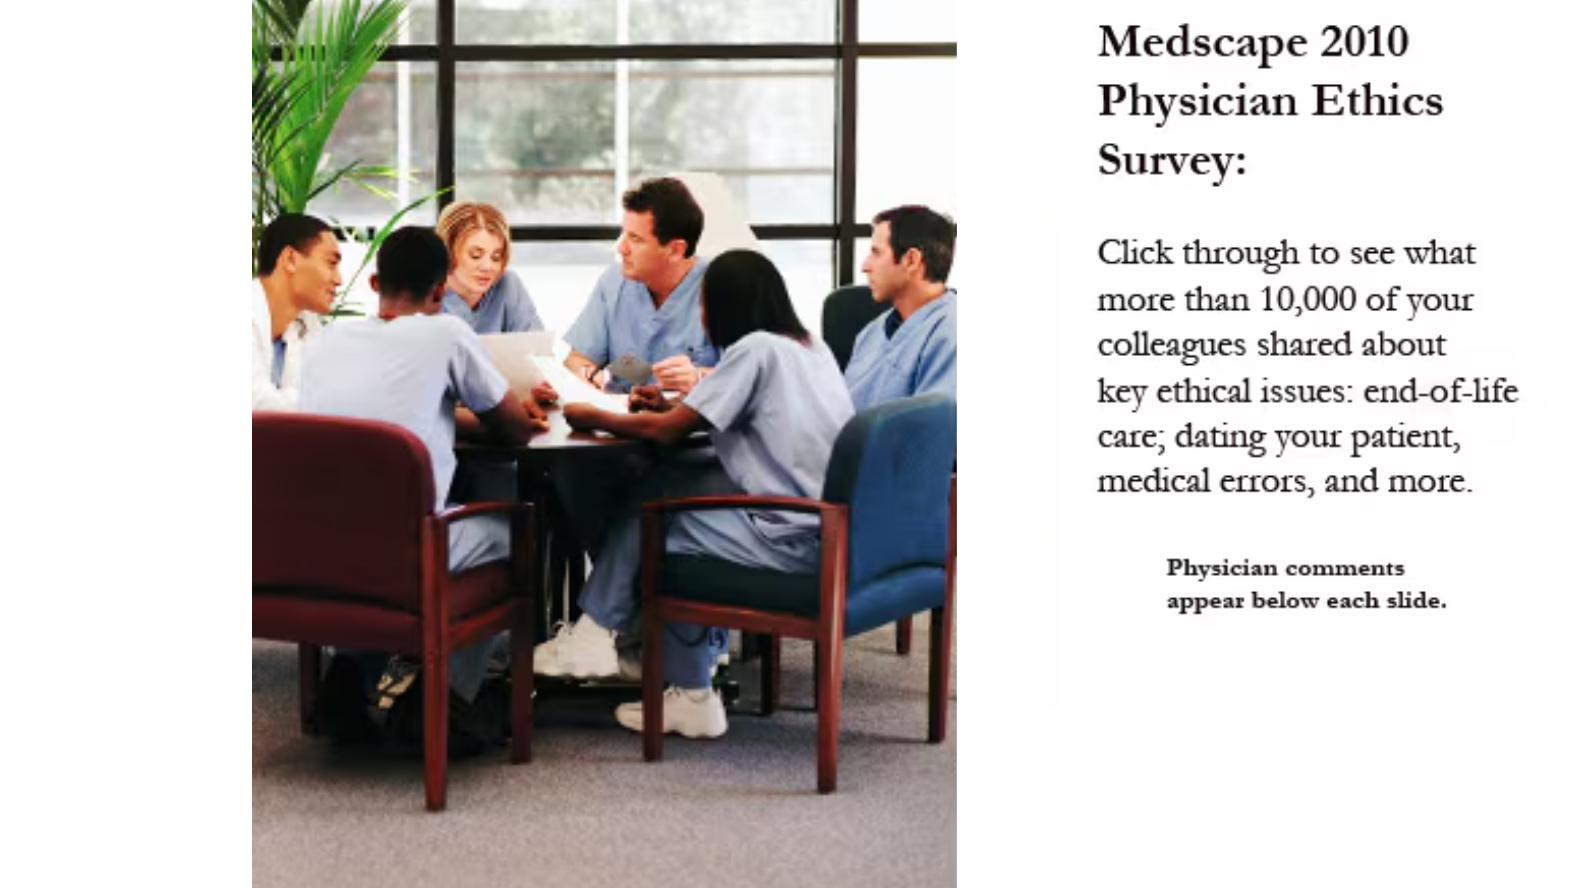 Medscape 2010
Physician Ethics
Survey:
Click through to see what
more than 10,000 of your
colleagues shared about
key ethical issues: end-of-life
care; dating your patient,
medical errors, and more.
Physician comments
appear below each slide.